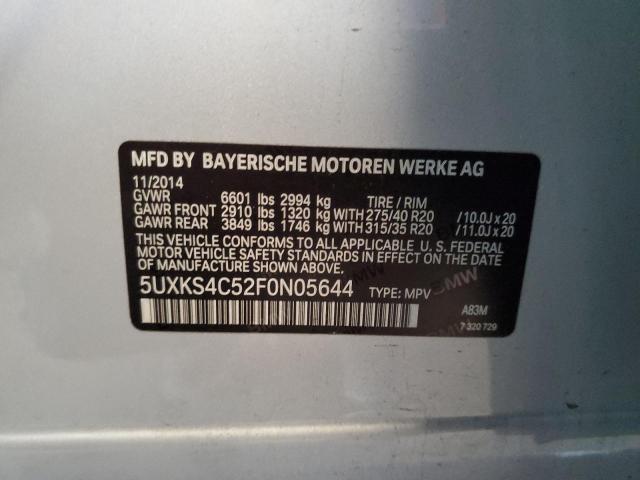 MFD BY BAYERISCHE MOTOREN WERKE AG
11/2014
GVWR 6601 lbs 2994 kg TIRE / RIM
GAWR FRONT 2910 lbs 1320 kg WITH 275/40 R20 /10.0J x 20
GAWR REAR 3849 lbs 1746 kg WITH 315/35 R20 /11.0J x 20
THIS VEHICLE CONFORMS TO ALL APPLICABLE U. S. FEDERAL
MOTOR VEHICLE SAFETY STANDARDS IN EFFECT ON THE
DATE OF MANUFACTURE SHOWN ABOVE.
5UXKS4C52F0N05644 TYPE: MPV
A83M
7 320 729